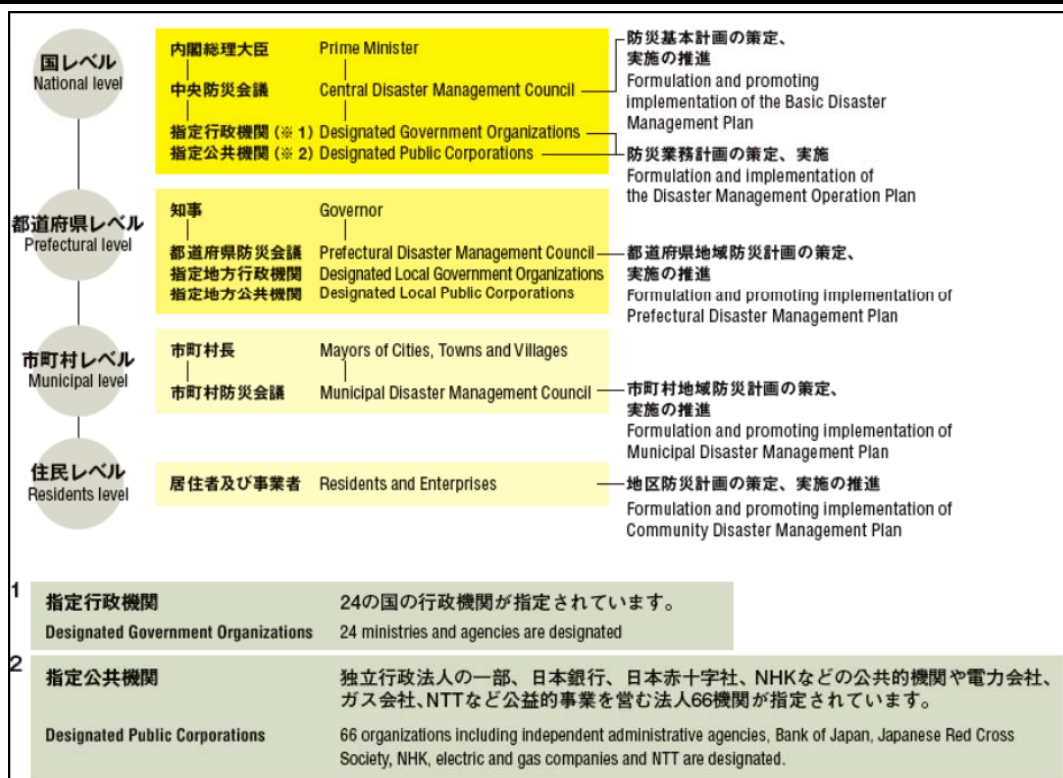 国レベル
National level
内閣総理大臣 Prime Minister
中央防災会議 Central Disaster Management Council
指定行政機関 (※ 1) Designated Government Organizations
指定公共機関 (※ 2) Designated Public Corporations
防災基本計画の策定、
実施の推進
Formulation and promoting
implementation of the Basic Disaster
Management Plan
防災業務計画の策定、実施
Formulation and implementation of
the Disaster Management Operation Plan
都道府県レベル
Prefectural level
知事 Governor
都道府県防災会議 Prefectural Disaster Management Council
指定地方行政機関 Designated Local Government Organizations
指定地方公共機関 Designated Local Public Corporations
都道府県地域防災計画の策定、
実施の推進
Formulation and promoting implementation of
Prefectural Disaster Management Plan
市町村レベル
Municipal level
市町村長 Mayors of Cities, Towns and Villages
市町村防災会議 Municipal Disaster Management Council
市町村地域防災計画の策定、
実施の推進
Formulation and promoting implementation of
Municipal Disaster Management Plan
住民レベル
Residents level
居住者及び事業者 Residents and Enterprises
地区防災計画の策定、実施の推進
Formulation and promoting implementation of
Community Disaster Management Plan
1
指定行政機関 24の国の行政機関が指定されています。
Designated Government Organizations 24 ministries and agencies are designated
2
指定公共機関 独立行政法人の一部、日本銀行、日本赤十字社、NHKなどの公共的機関や電力会社、
ガス会社、NTTなど公益的事業を営む法人66機関が指定されています。
Designated Public Corporations 66 organizations including independent administrative agencies, Bank of Japan, Japanese Red Cross
Society, NHK, electric and gas companies and NTT are designated.